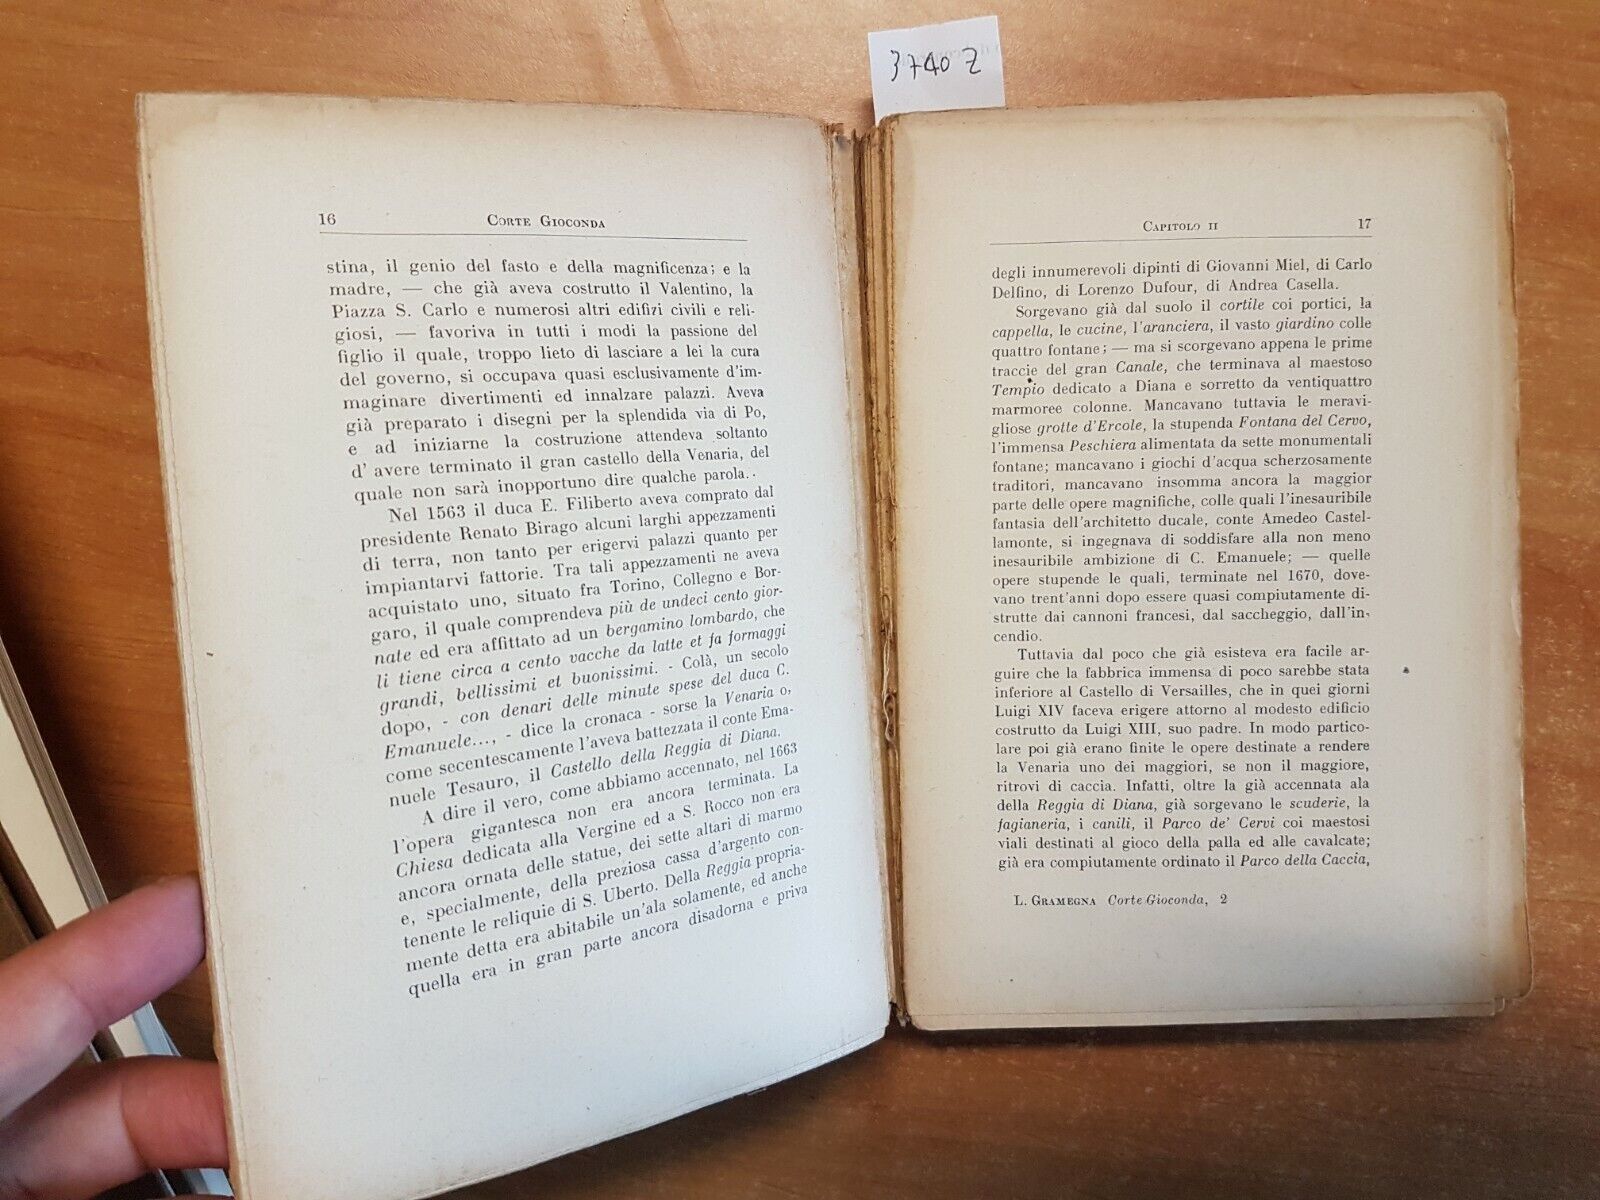 3740 Z
16 CORTE GIOCONDA
stina, il genio del fasto e della magnificenza; e la
madre, — che già aveva costrutto il Valentino, la
Piazza S. Carlo e numerosi altri edifizi civili e reli-
giosi, — favoriva in tutti i modi la passione del
figlio il quale, troppo lieto di lasciare a lei la cura
del governo, si occupava quasi esclusivamente d'im-
maginare divertimenti ed innalzare palazzi. Aveva
già preparato i disegni per la splendida via di Po,
e ad iniziarne la costruzione attendeva soltanto
d' avere terminato il gran castello della Venaria, del
quale non sarà inopportuno dire qualche parola..
Nel 1563 il duca E. Filiberto aveva comprato dal
presidente Renato Birago alcuni larghi appezzamenti
di terra, non tanto per erigervi palazzi quanto per
impiantarvi fattorie. Tra tali appezzamenti ne aveva
acquistato uno, situato fra Torino, Collegno e Bor-
garo, il quale comprendeva più de undeci cento gior-
nate ed era affittato ad un bergamino lombardo, che
li tiene circa a cento vacche da latte et fa formaggi
grandi, bellissimi et buonissimi. - Colà, un secolo
dopo, - con denari delle minute spese del duca C.
Emanuele..., - dice la cronaca - sorse la Venaria o,
come secentescamente l'aveva battezzata il conte Ema-
nuele Tesauro, il Castello della Reggia di Diana.
A dire il vero, come abbiamo accennato, nel 1663
l'opera gigantesca non era ancora terminata. La
Chiesa dedicata alla Vergine ed a S. Rocco non era
ancora ornata delle statue, dei sette altari di marmo
e, specialmente, della preziosa cassa d'argento con-
tenente le reliquie di S. Uberto. Della Reggia propria-
mente detta era abitabile un'ala solamente, ed anche
quella era in gran parte ancora disadorna e priva
CAPITOLO II 17
degli innumerevoli dipinti di Giovanni Miel, di Carlo
Delfino, di Lorenzo Dufour, di Andrea Casella.
Sorgevano già dal suolo il cortile coi portici, la
cappella, le cucine, l'aranciera, il vasto giardino colle
quattro fontane; — ma si scorgevano appena le prime
traccie del gran Canale, che terminava al maestoso
Tempio dedicato a Diana e sorretto da ventiquattro
marmoree colonne. Mancavano tuttavia le meravi-
gliose grotte d'Ercole, la stupenda Fontana del Cervo,
l'immensa Peschiera alimentata da sette monumentali
fontane; mancavano i giochi d'acqua scherzosamente
traditori, mancavano insomma ancora la maggior
parte delle opere magnifiche, colle quali l'inesauribile
fantasia dell'architetto ducale, conte Amedeo Castel-
lamonte, si ingegnava di soddisfare alla non meno
inesauribile ambizione di C. Emanuele; — quelle
opere stupende le quali, terminate nel 1670, dove-
vano trent'anni dopo essere quasi compiutamente di-
strutte dai cannoni francesi, dal saccheggio, dall'in-
cendio.
Tuttavia dal poco che già esisteva era facile ar-
guire che la fabbrica immensa di poco sarebbe stata
inferiore al Castello di Versailles, che in quei giorni
Luigi XIV faceva erigere attorno al modesto edificio
costrutto da Luigi XIII, suo padre. In modo partico-
lare poi già erano finite le opere destinate a rendere
la Venaria uno dei maggiori, se non il maggiore,
ritrovi di caccia. Infatti, oltre la già accennata ala
della Reggia di Diana, già sorgevano le scuderie, la
fagianeria, i canili, il Parco de' Cervi coi maestosi
viali destinati al gioco della palla ed alle cavalcate;
già era compiutamente ordinato il Parco della Caccia,
L. GRAMEGNA Corte Gioconda, 2